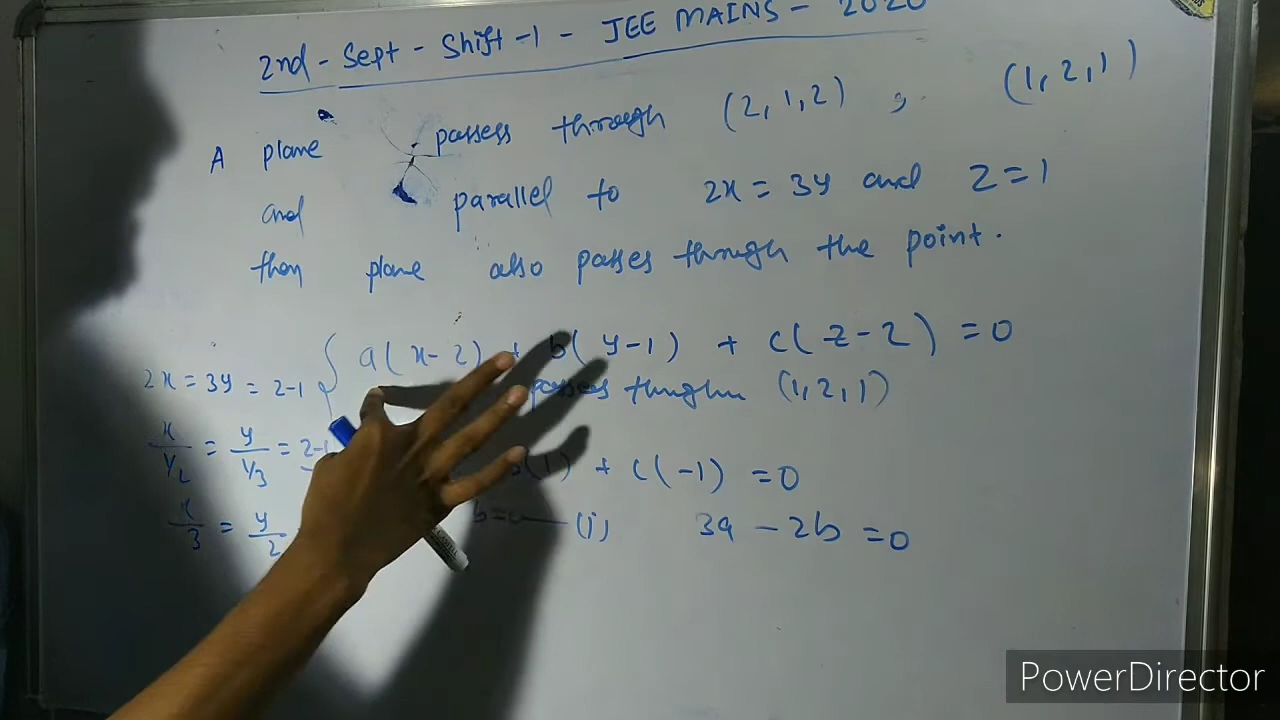 2nd - Sept - Shift - 1 - JEE MAINS - 2020
A plane passess through (2,1,2) , (1,2,1)
and parallel to 2x = 3y and z = 1
then plane also passes through the point.
a(x-2) + b(y-1) + c(z-2) = 0
2x = 3y = z-1
passes through (1,2,1)
x/1/2 = y/1/3 =
(1) + c(-1) = 0
x/3 = y/2
(i) 3a - 2b = 0
PowerDirector